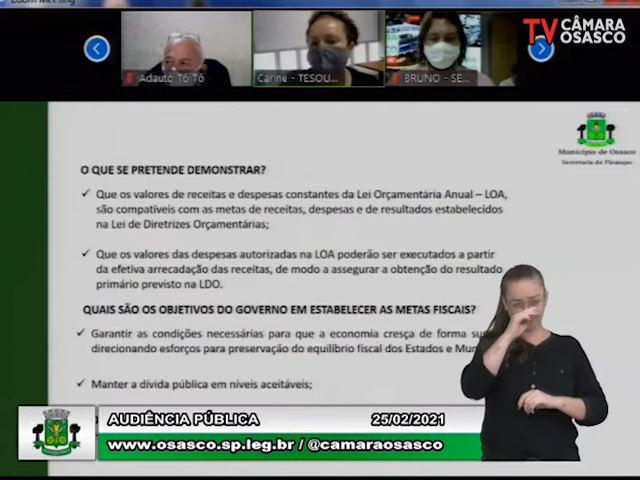 Zoom Meeting
TV CÂMARA
OSASCO
Adauto Tó Tó
Carine - TESOU...
BRUNO - SE...
Município de Osasco
Secretaria de Finanças
O QUE SE PRETENDE DEMONSTRAR?
✓ Que os valores de receitas e despesas constantes da Lei Orçamentária Anual – LOA,
são compatíveis com as metas de receitas, despesas e de resultados estabelecidos
na Lei de Diretrizes Orçamentárias;
✓ Que os valores das despesas autorizadas na LOA poderão ser executados a partir
da efetiva arrecadação das receitas, de modo a assegurar a obtenção do resultado
primário previsto na LDO.
QUAIS SÃO OS OBJETIVOS DO GOVERNO EM ESTABELECER AS METAS FISCAIS?
✓ Garantir as condições necessárias para que a economia cresça de forma
direcionando esforços para preservação do equilíbrio fiscal dos Estados e
✓ Manter a dívida pública em níveis aceitáveis;
AUDIÊNCIA PÚBLICA 25/02/2021
www.osasco.sp.leg.br / @camaraosasco